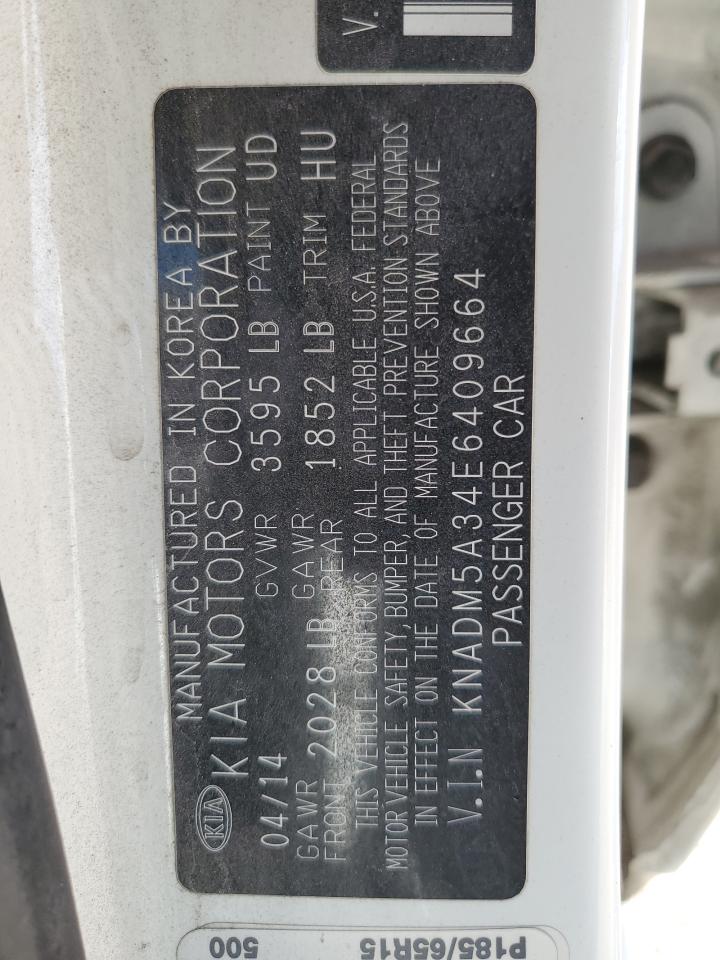 V.
MANUFACTURED IN KOREA BY
KIA KIA MOTORS CORPORATION
04/14 GVWR 3595 LB PAINT UD
GAWR FRONT 2028 LB GAWR REAR 1852 LB TRIM HU
THIS VEHICLE CONFORMS TO ALL APPLICABLE U.S.A. FEDERAL
MOTOR VEHICLE SAFETY, BUMPER, AND THEFT PREVENTION STANDARDS
IN EFFECT ON THE DATE OF MANUFACTURE SHOWN ABOVE
V.I.N KNADM5A34E6409664
PASSENGER CAR
P185/65R15
500